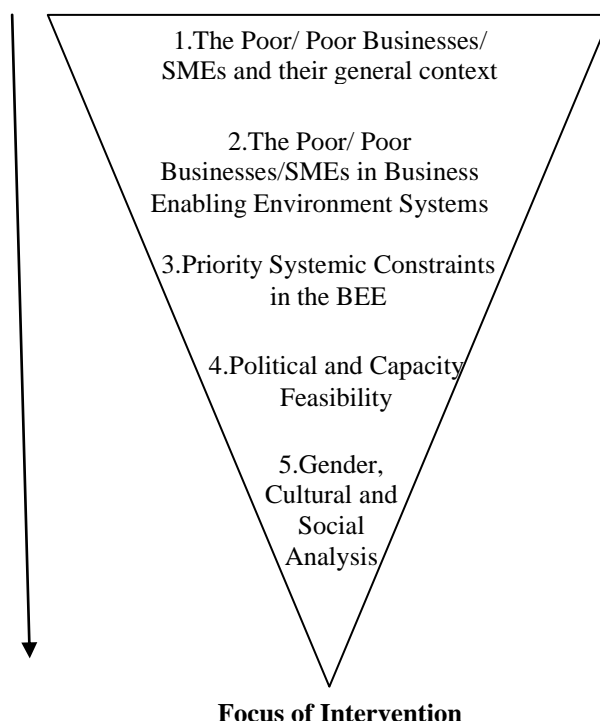 1.The Poor/ Poor Businesses/
SMEs and their general context
2.The Poor/ Poor
Businesses/SMEs in Business
Enabling Environment Systems
3.Priority Systemic Constraints
in the BEE
4.Political and Capacity
Feasibility
5.Gender,
Cultural and
Social
Analysis
Focus of Intervention